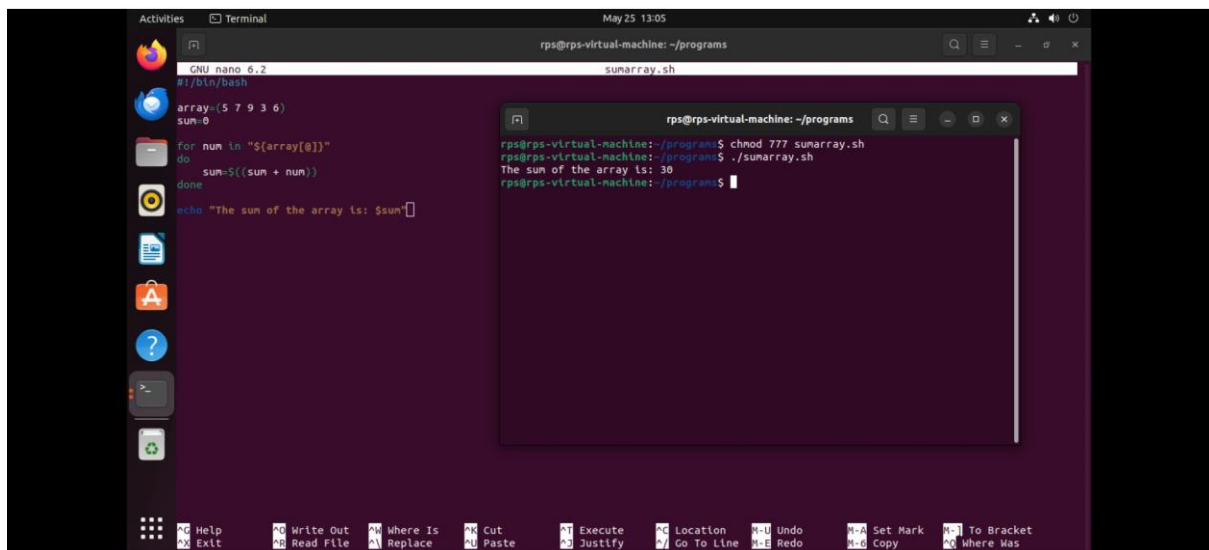 Activities Terminal May 25 13:05
rps@rps-virtual-machine: ~/programs
GNU nano 6.2 sumarray.sh
#!/bin/bash
array=(5 7 9 3 6)
sum=0
for num in "${array[@]}"
do
sum=$((sum + num))
done
echo "The sum of the array is: $sum"
rps@rps-virtual-machine: ~/programs
rps@rps-virtual-machine:~/programs$ chmod 777 sumarray.sh
rps@rps-virtual-machine:~/programs$ ./sumarray.sh
The sum of the array is: 30
rps@rps-virtual-machine:~/programs$
^G Help ^O Write Out ^W Where Is ^K Cut ^T Execute ^C Location M-U Undo M-A Set Mark M-] To Bracket
^X Exit ^R Read File ^\ Replace ^U Paste ^J Justify ^/ Go To Line M-E Redo M-6 Copy ^Q Where Was